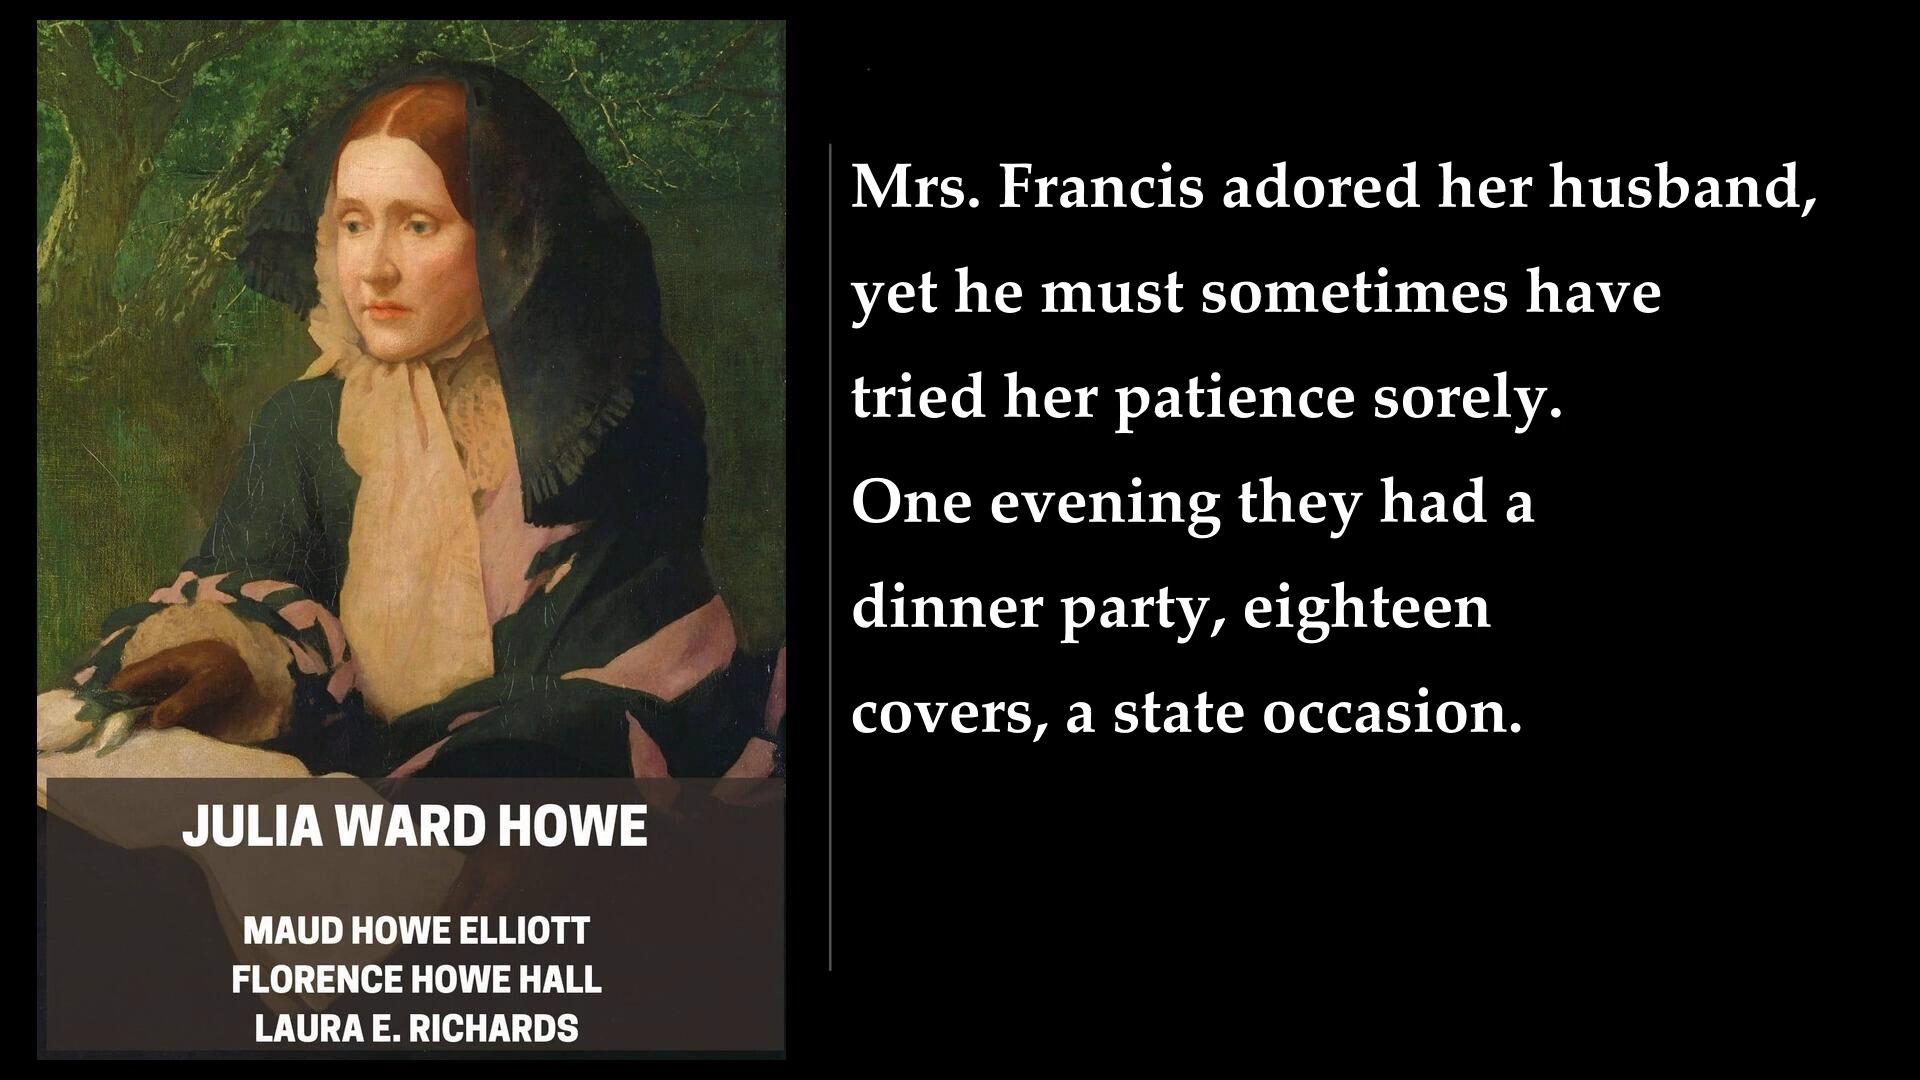 JULIA WARD HOWE
MAUD HOWE ELLIOTT
FLORENCE HOWE HALL
LAURA E. RICHARDS
Mrs. Francis adored her husband,
yet he must sometimes have
tried her patience sorely.
One evening they had a
dinner party, eighteen
covers, a state occasion.